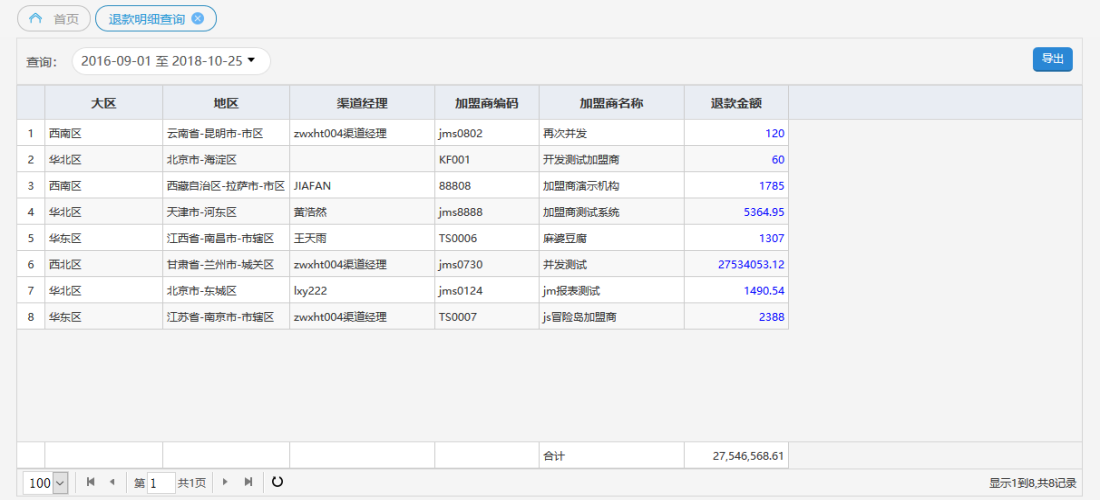 首页 退款明细查询
查询: 2016-09-01 至 2018-10-25 导出
大区 地区 渠道经理 加盟商编码 加盟商名称 退款金额
1 西南区 云南省-昆明市-市区 zwxht004渠道经理 jms0802 再次并发 120
2 华北区 北京市-海淀区 KF001 开发测试加盟商 60
3 西南区 西藏自治区-拉萨市-市区 JIAFAN 88808 加盟商演示机构 1785
4 华北区 天津市-河东区 黄浩然 jms8888 加盟商测试系统 5364.95
5 华东区 江西省-南昌市-市辖区 王天雨 TS0006 麻婆豆腐 1307
6 西北区 甘肃省-兰州市-城关区 zwxht004渠道经理 jms0730 并发测试 27534053.12
7 华北区 北京市-东城区 lxy222 jms0124 jm报表测试 1490.54
8 华东区 江苏省-南京市-市辖区 zwxht004渠道经理 TS0007 js冒险岛加盟商 2388
合计 27,546,568.61
100 第 1 共1页 显示1到8,共8记录